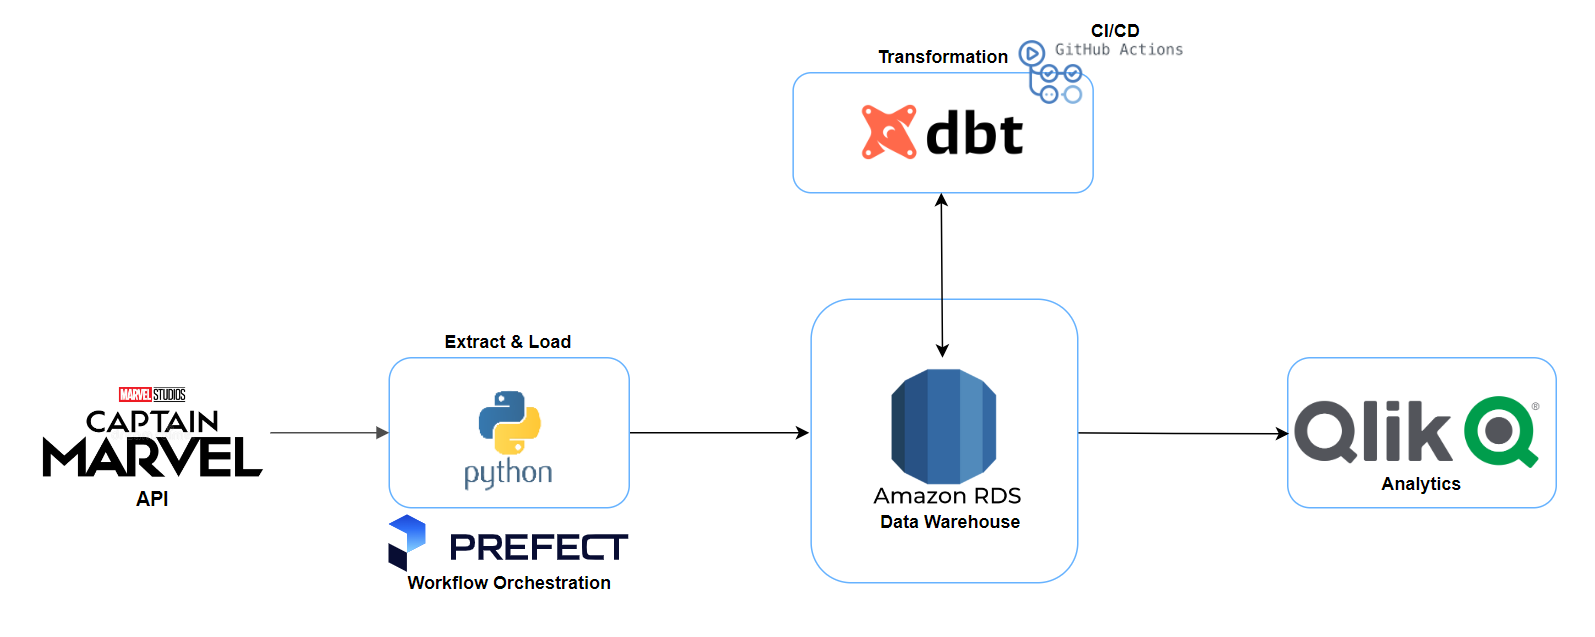 CI/CD
GitHub Actions
Transformation
dbt
Extract & Load
MARVEL STUDIOS
CAPTAIN
MARVEL
API
python
PREFECT
Workflow Orchestration
Amazon RDS
Data Warehouse
Qlik ®
Analytics